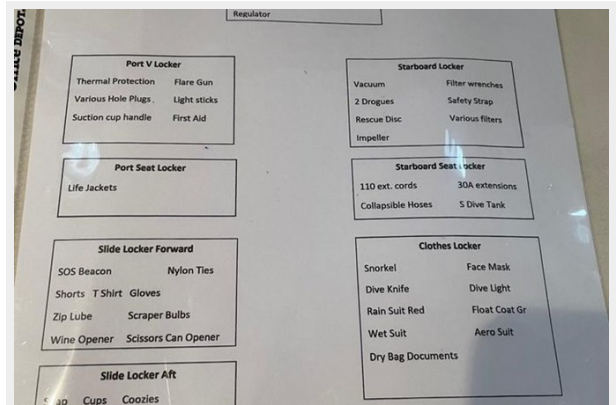 Office DEPOT
Regulator
Port V Locker
Thermal Protection Flare Gun
Various Hole Plugs Light sticks
Suction cup handle First Aid
Starboard Locker
Vacuum Filter wrenches
2 Drogues Safety Strap
Rescue Disc Various filters
Impeller
Port Seat Locker
Life Jackets
Starboard Seat Locker
110 ext. cords 30A extensions
Collapsible Hoses S Dive Tank
Slide Locker Forward
SOS Beacon Nylon Ties
Shorts T Shirt Gloves
Zip Lube Scraper Bulbs
Wine Opener Scissors Can Opener
Clothes Locker
Snorkel Face Mask
Dive Knife Dive Light
Rain Suit Red Float Coat Gr
Wet Suit Aero Suit
Dry Bag Documents
Slide Locker Aft
Cups Coozies